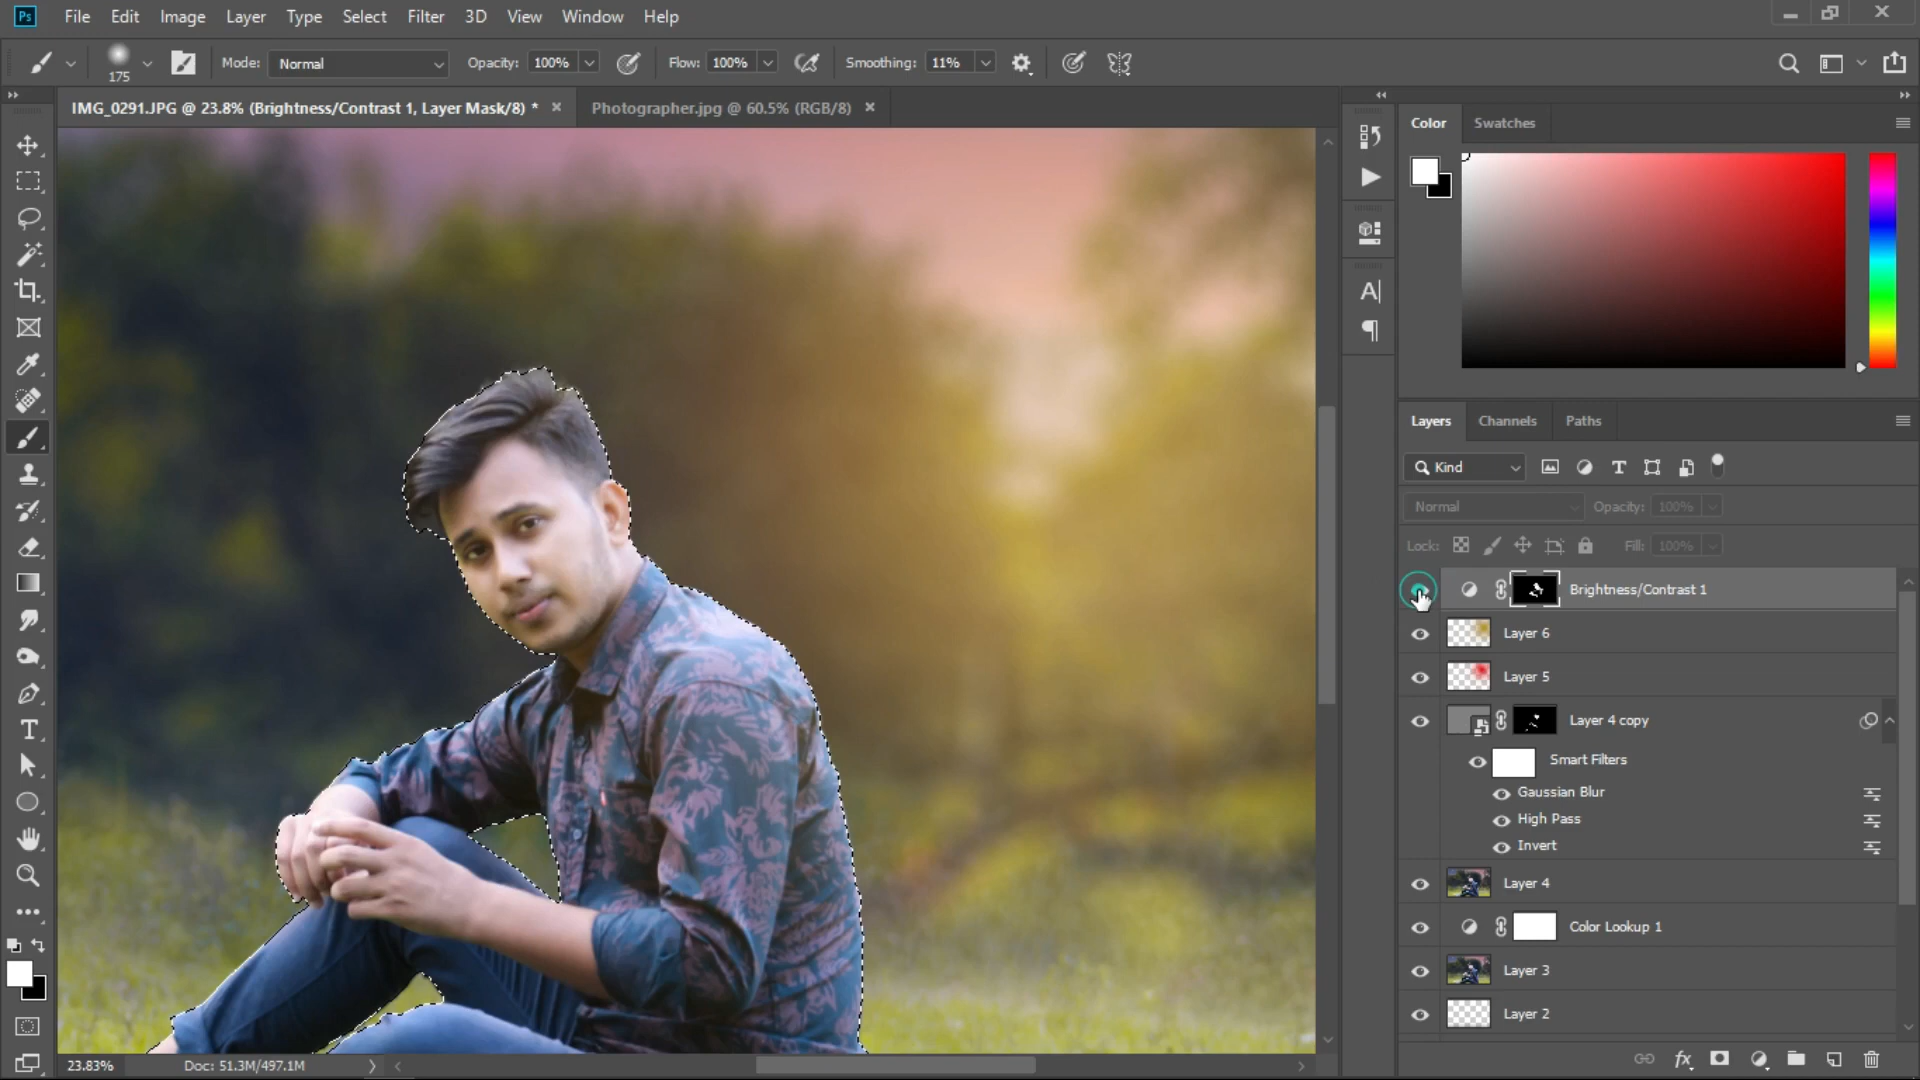 Ps File Edit Image Layer Type Select Filter 3D View Window Help
175 Mode: Normal Opacity: 100% Flow: 100% Smoothing: 11%
IMG_0291.JPG @ 23.8% (Brightness/Contrast 1, Layer Mask/8) * Photographer.jpg @ 60.5% (RGB/8)
Color Swatches
Layers Channels Paths
Kind
Normal Opacity: 100%
Lock: Fill: 100%
Brightness/Contrast 1
Layer 6
Layer 5
Layer 4 copy
Smart Filters
Gaussian Blur
High Pass
Invert
Layer 4
Color Lookup 1
Layer 3
Layer 2
23.83% Doc: 51.3M/497.1M